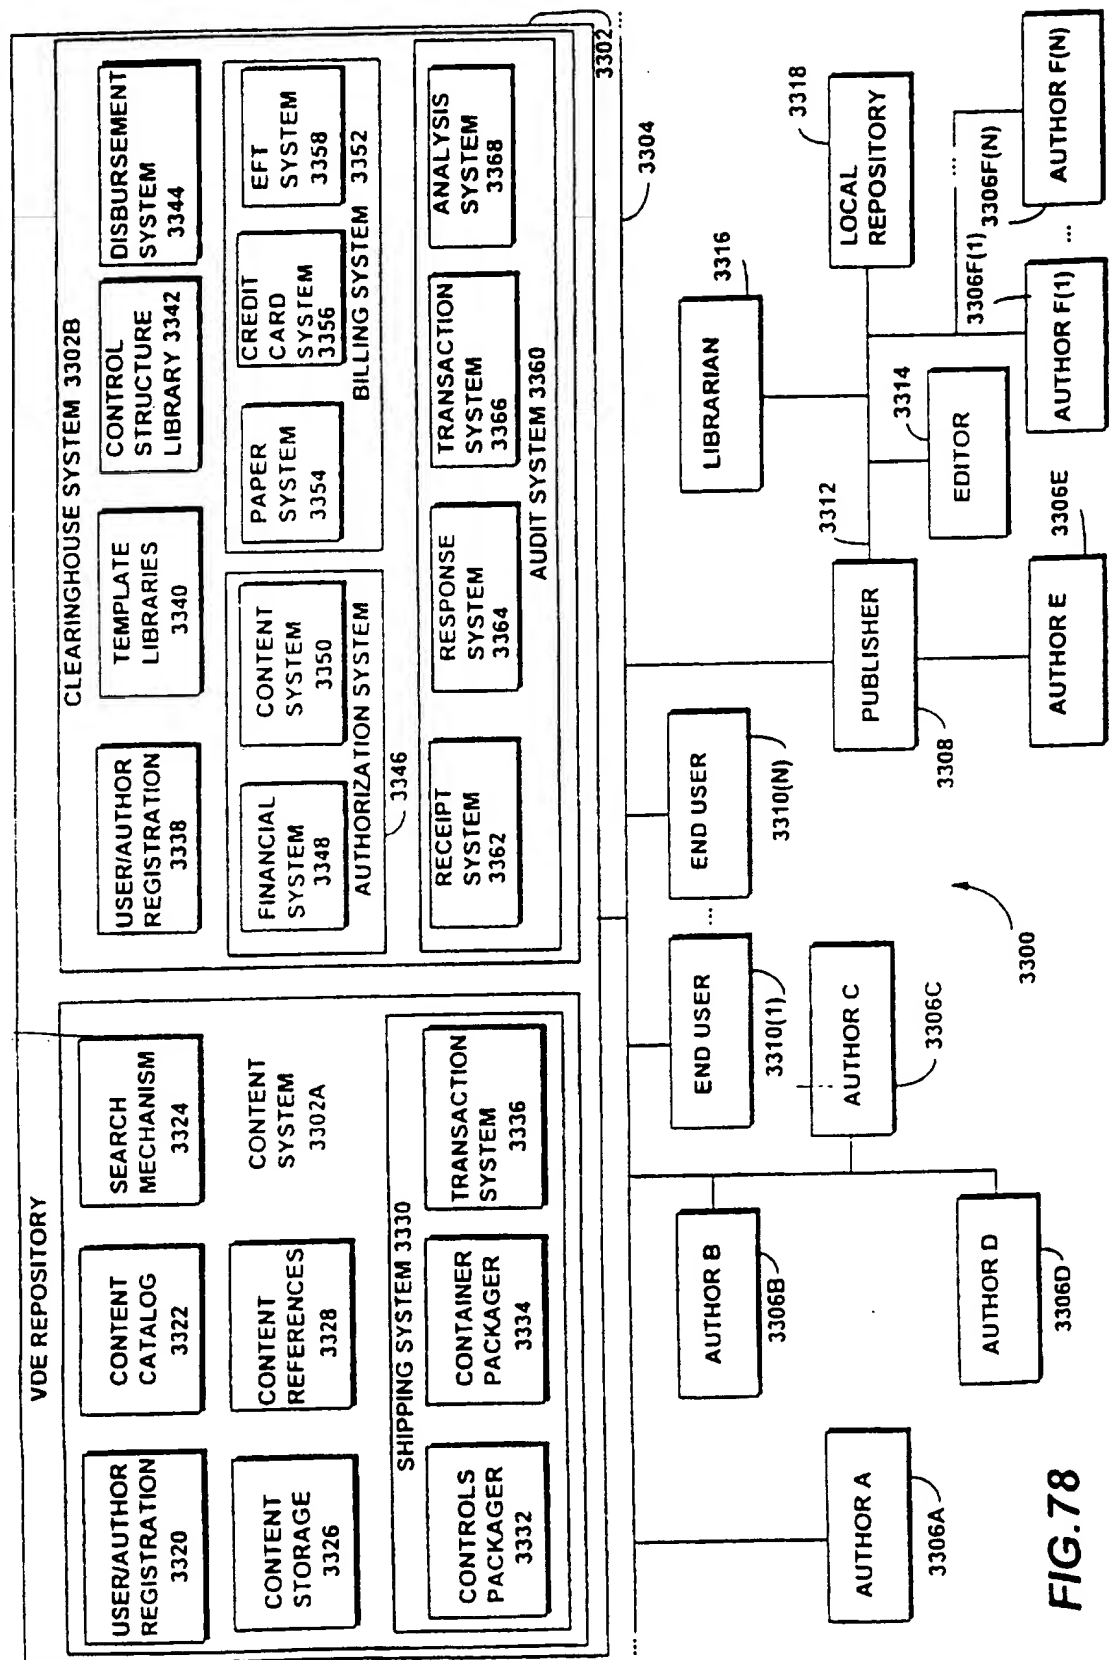 VDE REPOSITORY
USER/AUTHOR
REGISTRATION
3320
CONTENT
CATALOG
3322
SEARCH
MECHANISM
3324
CONTENT
STORAGE
3326
CONTENT
REFERENCES
3328
CONTENT
SYSTEM
3302A
SHIPPING SYSTEM 3330
CONTROLS
PACKAGER
3332
CONTAINER
PACKAGER
3334
TRANSACTION
SYSTEM
3336
CLEARINGHOUSE SYSTEM 3302B
USER/AUTHOR
REGISTRATION
3338
TEMPLATE
LIBRARIES
3340
CONTROL
STRUCTURE
LIBRARY 3342
DISBURSEMENT
SYSTEM
3344
FINANCIAL
SYSTEM
3348
CONTENT
SYSTEM
3350
AUTHORIZATION SYSTEM
3346
PAPER
SYSTEM
3354
CREDIT
CARD
SYSTEM
3356
EFT
SYSTEM
3358
BILLING SYSTEM 3352
RECEIPT
SYSTEM
3362
RESPONSE
SYSTEM
3364
TRANSACTION
SYSTEM
3366
ANALYSIS
SYSTEM
3368
AUDIT SYSTEM 3360
3302
...
...
3304
AUTHOR A
3306A
AUTHOR B
3306B
AUTHOR C
3306C
AUTHOR D
3306D
END USER
3310(1)
...
END USER
3310(N)
PUBLISHER
3308
3312
AUTHOR E
3306E
LIBRARIAN
3316
EDITOR
3314
LOCAL
REPOSITORY
3318
AUTHOR F(1)
3306F(1)
...
...
AUTHOR F(N)
3306F(N)
3300
FIG.78